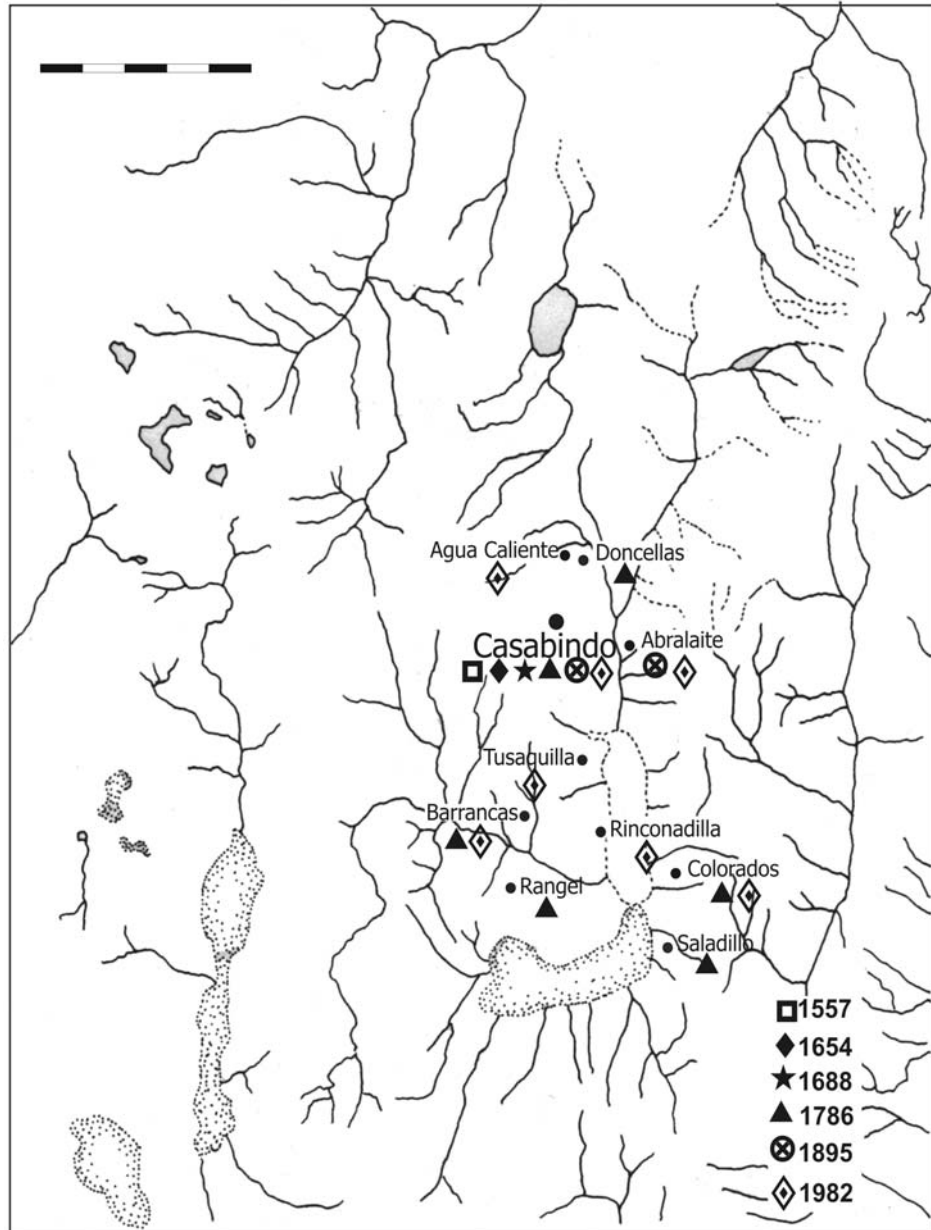 Agua Caliente
Doncellas
Casabindo
Abralaite
Tusaquilla
Barrancas
Rinconadilla
Rangel
Colorados
Saladillo
1557
1654
1688
1786
1895
1982